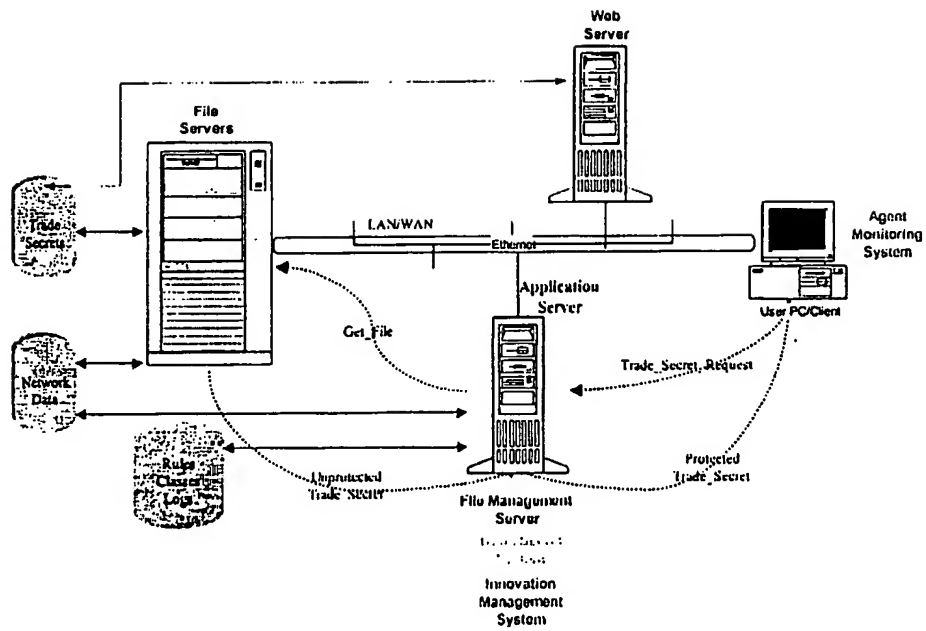 Web
Server
File
Servers
Trade
Secrets
LAN/WAN
Ethernet
Agent
Monitoring
System
Application
Server
User PC/Client
Get_File
Trade_Secret_Request
Network
Data
Rules
Classes
Logs
Unprotected
Trade_Secret
Protected
Trade_Secret
File Management
Server
Innovation
Management
System